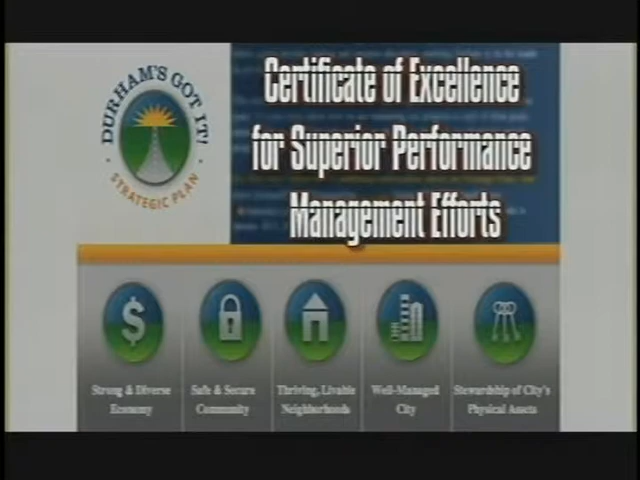 DURHAM'S GOT IT!
STRATEGIC PLAN
Certificate of Excellence
for Superior Performance
Management Efforts
Strong & Diverse
Economy
Safe & Secure
Community
Thriving, Livable
Neighborhoods
Well-Managed
City
Stewardship of City's
Physical Assets